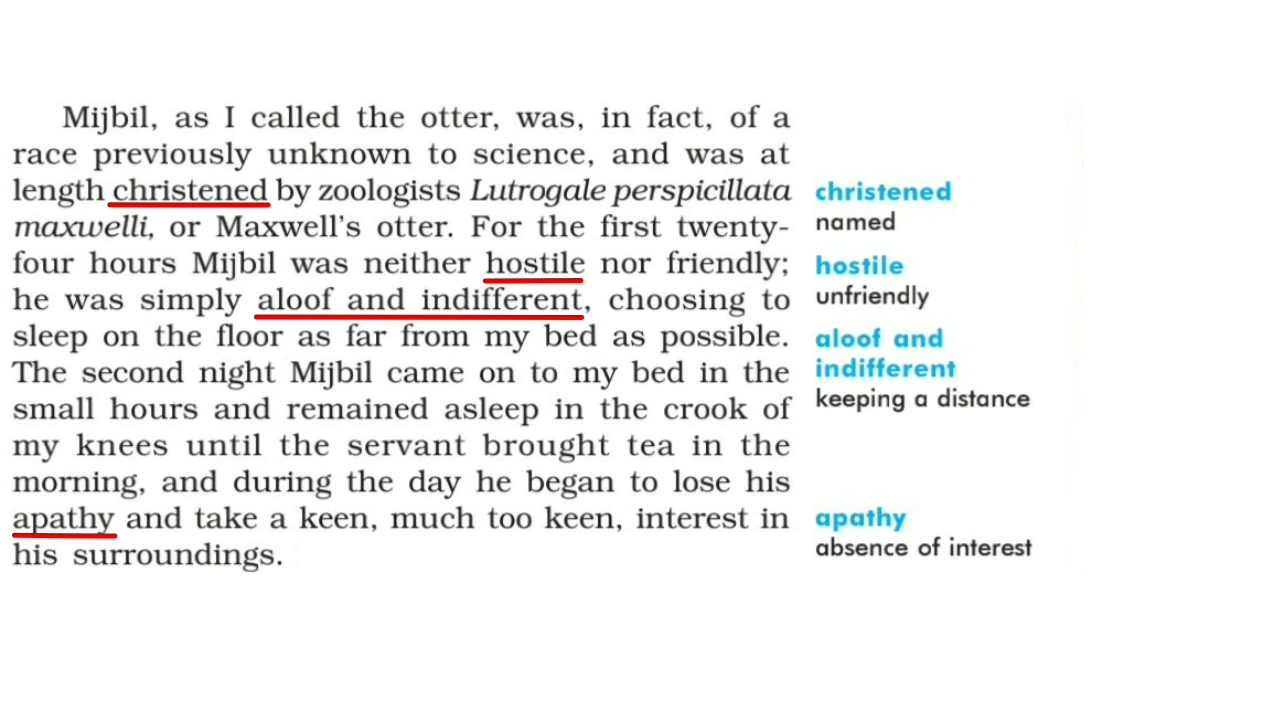 Mijbil, as I called the otter, was, in fact, of a
race previously unknown to science, and was at
length christened by zoologists Lutrogale perspicillata
maxwelli, or Maxwell's otter. For the first twenty-
four hours Mijbil was neither hostile nor friendly;
he was simply aloof and indifferent, choosing to
sleep on the floor as far from my bed as possible.
The second night Mijbil came on to my bed in the
small hours and remained asleep in the crook of
my knees until the servant brought tea in the
morning, and during the day he began to lose his
apathy and take a keen, much too keen, interest in
his surroundings.
christened
named
hostile
unfriendly
aloof and
indifferent
keeping a distance
apathy
absence of interest